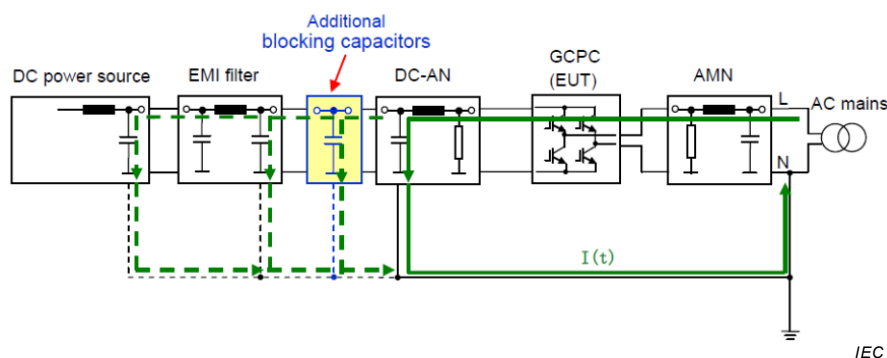 Additional
blocking capacitors
DC power source
EMI filter
DC-AN
GCPC
(EUT)
AMN
L
AC mains
N
I(t)
IEC